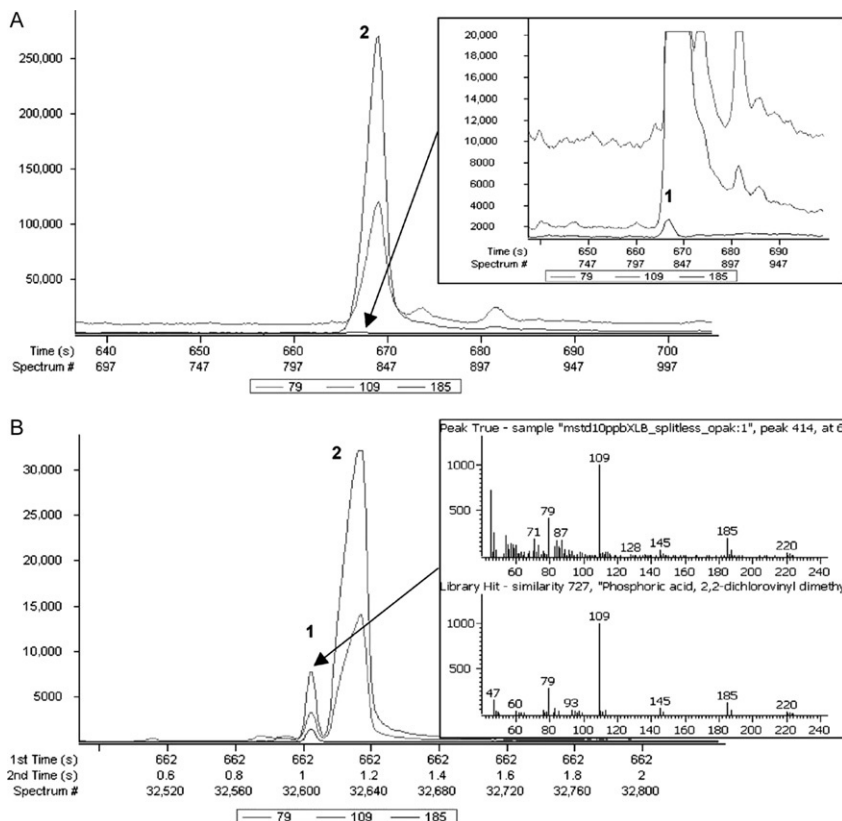 A
2
250,000
200,000
150,000
100,000
50,000
Time (s) 640 650 660 670 680 690 700
Spectrum # 697 747 797 847 897 947 997
79 109 185
20,000
18,000
16,000
14,000
12,000
10,000
8000
6000
4000
2000
1
Time (s) 650 660 670 680 690
Spectrum # 747 797 847 897 947
79 109 185
B
2
1
30,000
25,000
20,000
15,000
10,000
5000
1st Time (s) 662 662 662 662 662 662 662 662
2nd Time (s) 0.6 0.8 1 1.2 1.4 1.6 1.8 2
Spectrum # 32,520 32,560 32,600 32,640 32,680 32,720 32,760 32,800
79 109 185
Peak True - sample "mstd10ppbXLB_splitless_opak:1", peak 414, at 6
1000
500
109
79
71
87
128
145
185
220
60 80 100 120 140 160 180 200 220 240
Library Hit - similarity 727, "Phosphoric acid, 2,2-dichlorovinyl dimethy
1000
500
109
79
47
60
93
145
185
220
60 80 100 120 140 160 180 200 220 240